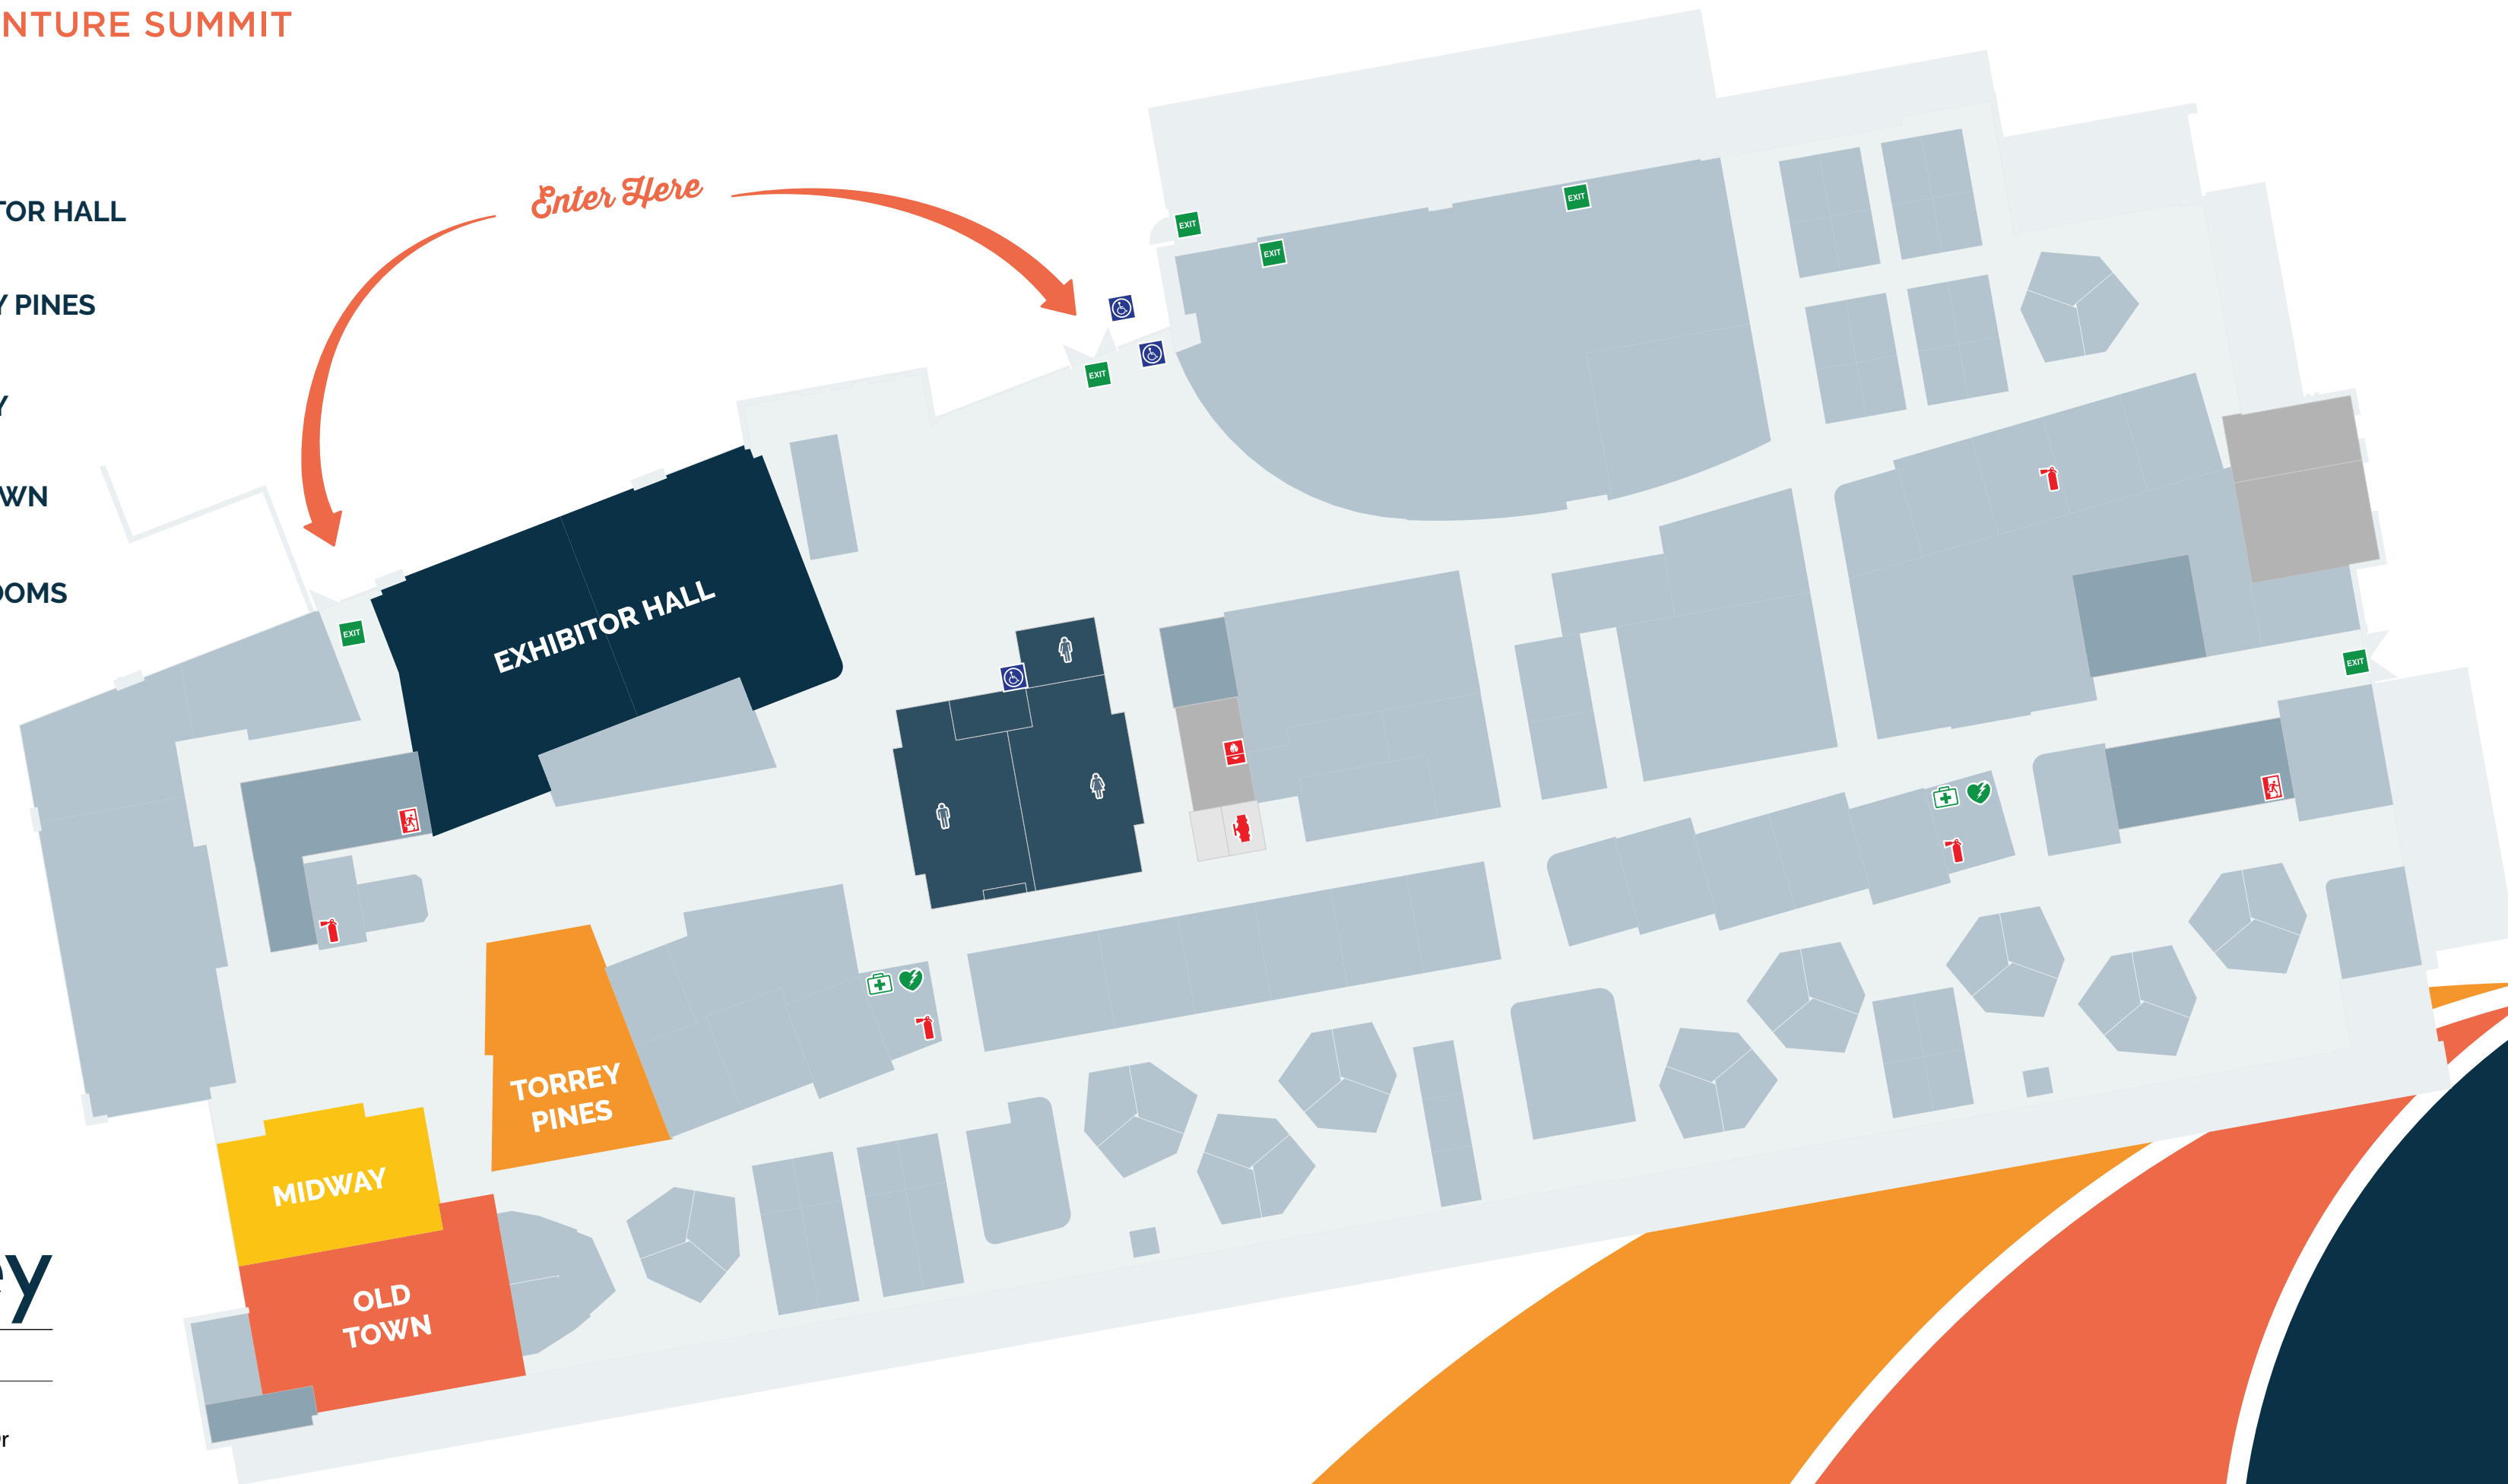 NTURE SUMMIT
TOR HALL
Y PINES
Y
WN
OOMS
ey
r
Enter Here
EXIT
EXIT
EXIT
EXIT
EXIT
EXIT
EXHIBITOR HALL
TORREY
PINES
MIDWAY
OLD
TOWN